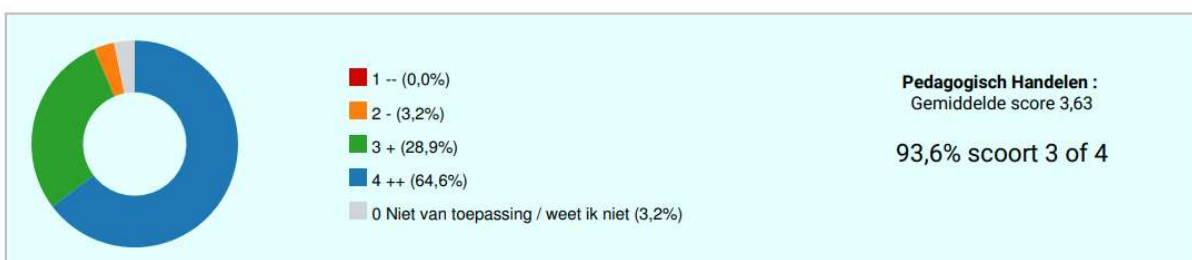 1 -- (0,0%)
2 - (3,2%)
3 + (28,9%)
4 ++ (64,6%)
0 Niet van toepassing / weet ik niet (3,2%)
Pedagogisch Handelen :
Gemiddelde score 3,63
93,6% scoort 3 of 4